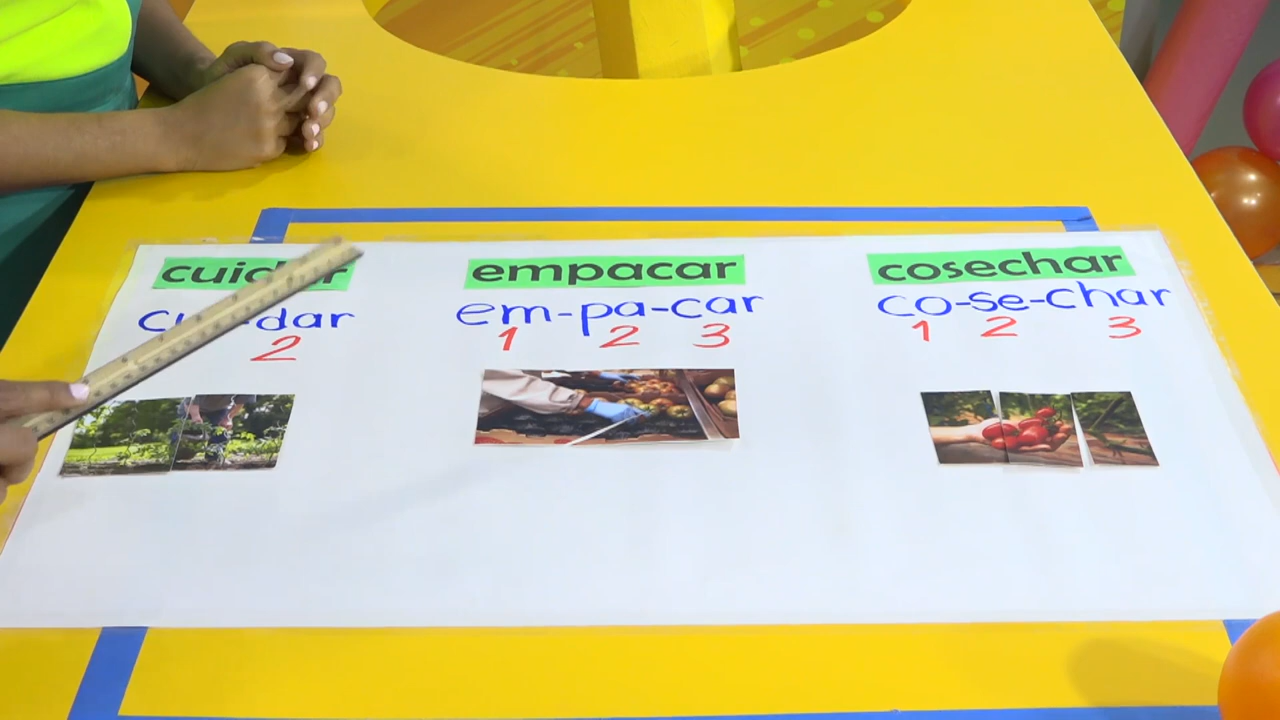 empacar
cosechar
em-pa-car
co-se-char
1 2 3
1 2 3
2